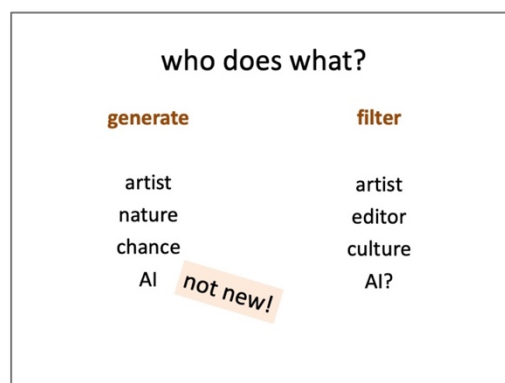 who does what?
generate
filter
artist
artist
nature
editor
chance
culture
AI
not new!
AI?